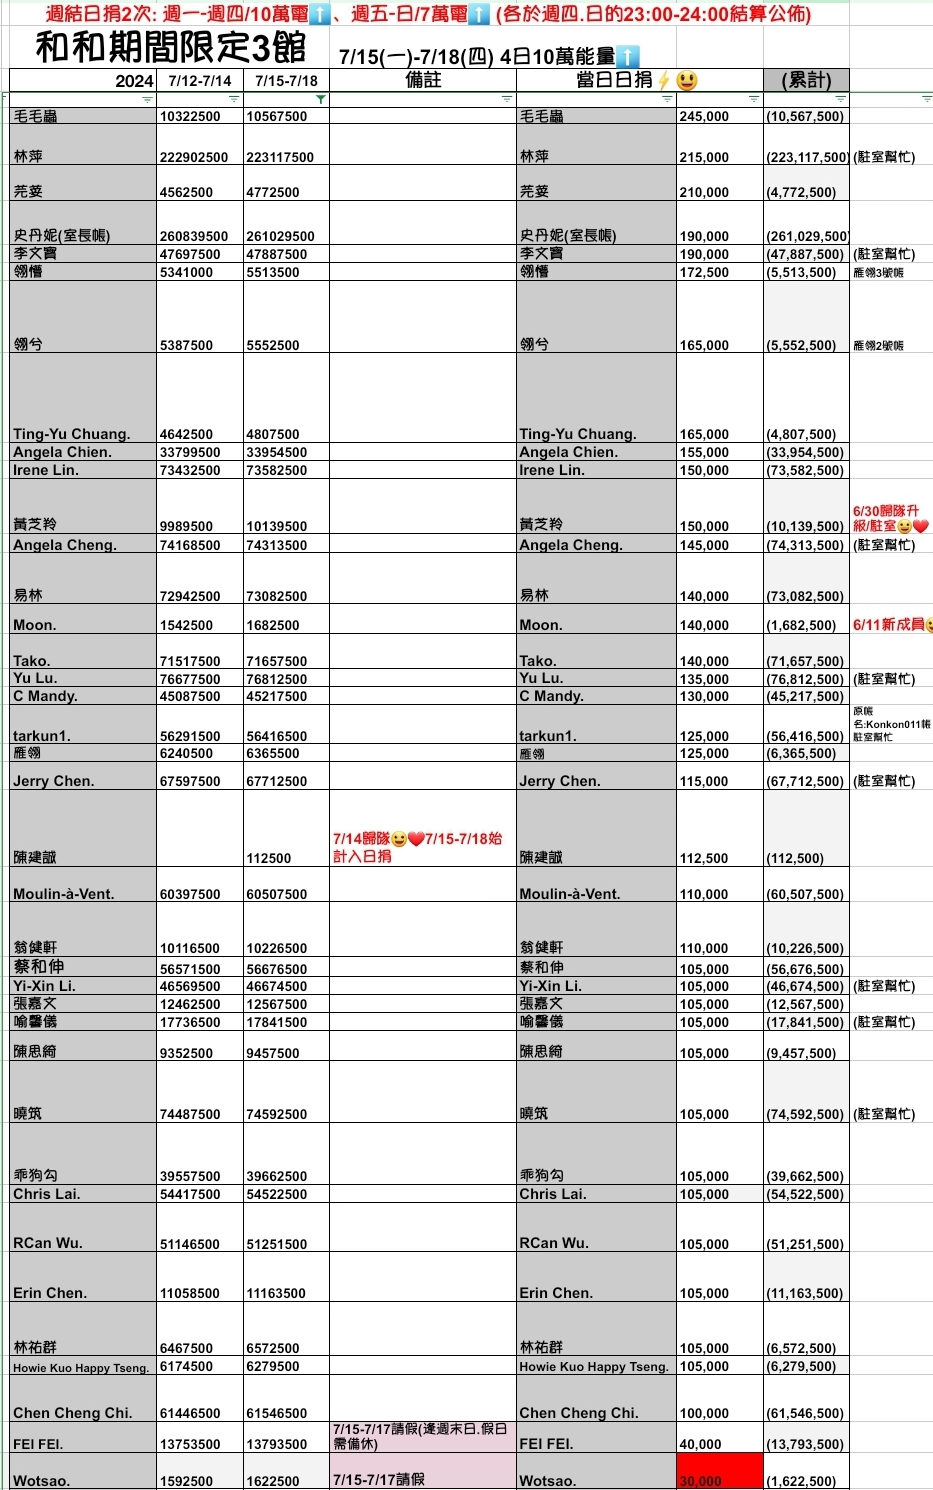 週結日捐2次: 週一-週四/10萬電⬆️、週五-日/7萬電⬆️ (各於週四.日的23:00-24:00結算公佈)
和和期間限定3館 7/15(一)-7/18(四) 4日10萬能量⬆️
2024 7/12-7/14 7/15-7/18 備註 當日日捐⚡😃 (累計)
毛毛蟲 10322500 10567500 毛毛蟲 245,000 (10,567,500)
林萍 222902500 223117500 林萍 215,000 (223,117,500) (駐室幫忙)
芫荽 4562500 4772500 芫荽 210,000 (4,772,500)
史丹妮(室長帳) 260839500 261029500 史丹妮(室長帳) 190,000 (261,029,500)
李文寶 47697500 47887500 李文寶 190,000 (47,887,500) (駐室幫忙)
翎懵 5341000 5513500 翎懵 172,500 (5,513,500) 雁翎3號帳
翎兮 5387500 5552500 翎兮 165,000 (5,552,500) 雁翎2號帳
Ting-Yu Chuang. 4642500 4807500 Ting-Yu Chuang. 165,000 (4,807,500)
Angela Chien. 33799500 33954500 Angela Chien. 155,000 (33,954,500)
Irene Lin. 73432500 73582500 Irene Lin. 150,000 (73,582,500)
6/30開隊升
黃芝羚 9989500 10139500 黃芝羚 150,000 (10,139,500) 級/駐室😉❤️
Angela Cheng. 74168500 74313500 Angela Cheng. 145,000 (74,313,500) (駐室幫忙)
易林 72942500 73082500 易林 140,000 (73,082,500)
Moon. 1542500 1682500 Moon. 140,000 (1,682,500) 6/11新成員
Tako. 71517500 71657500 Tako. 140,000 (71,657,500)
Yu Lu. 76677500 76812500 Yu Lu. 135,000 (76,812,500) (駐室幫忙)
C Mandy. 45087500 45217500 C Mandy. 130,000 (45,217,500)
原帳
名:Konkon011帳
tarkun1. 56291500 56416500 tarkun1. 125,000 (56,416,500) 駐室幫忙
雁翎 6240500 6365500 雁翎 125,000 (6,365,500)
Jerry Chen. 67597500 67712500 Jerry Chen. 115,000 (67,712,500) (駐室幫忙)
7/14歸隊😉❤️7/15-7/18始
陳建誠 112500 計入日捐 陳建誠 112,500 (112,500)
Moulin-à-Vent. 60397500 60507500 Moulin-à-Vent. 110,000 (60,507,500)
翁健軒 10116500 10226500 翁健軒 110,000 (10,226,500)
蔡和伸 56571500 56676500 蔡和伸 105,000 (56,676,500)
Yi-Xin Li. 46569500 46674500 Yi-Xin Li. 105,000 (46,674,500) (駐室幫忙)
張嘉文 12462500 12567500 張嘉文 105,000 (12,567,500)
喻馨儀 17736500 17841500 喻馨儀 105,000 (17,841,500) (駐室幫忙)
陳思綺 9352500 9457500 陳思綺 105,000 (9,457,500)
曉筑 74487500 74592500 曉筑 105,000 (74,592,500) (駐室幫忙)
乖狗勾 39557500 39662500 乖狗勾 105,000 (39,662,500)
Chris Lai. 54417500 54522500 Chris Lai. 105,000 (54,522,500)
RCan Wu. 51146500 51251500 RCan Wu. 105,000 (51,251,500)
Erin Chen. 11058500 11163500 Erin Chen. 105,000 (11,163,500)
林祐群 6467500 6572500 林祐群 105,000 (6,572,500)
Howie Kuo Happy Tseng. 6174500 6279500 Howie Kuo Happy Tseng. 105,000 (6,279,500)
Chen Cheng Chi. 61446500 61546500 Chen Cheng Chi. 100,000 (61,546,500)
7/15-7/17請假(逢週末日.假日
FEI FEI. 13753500 13793500 需備休) FEI FEI. 40,000 (13,793,500)
Wotsao. 1592500 1622500 7/15-7/17請假 Wotsao. 30,000 (1,622,500)